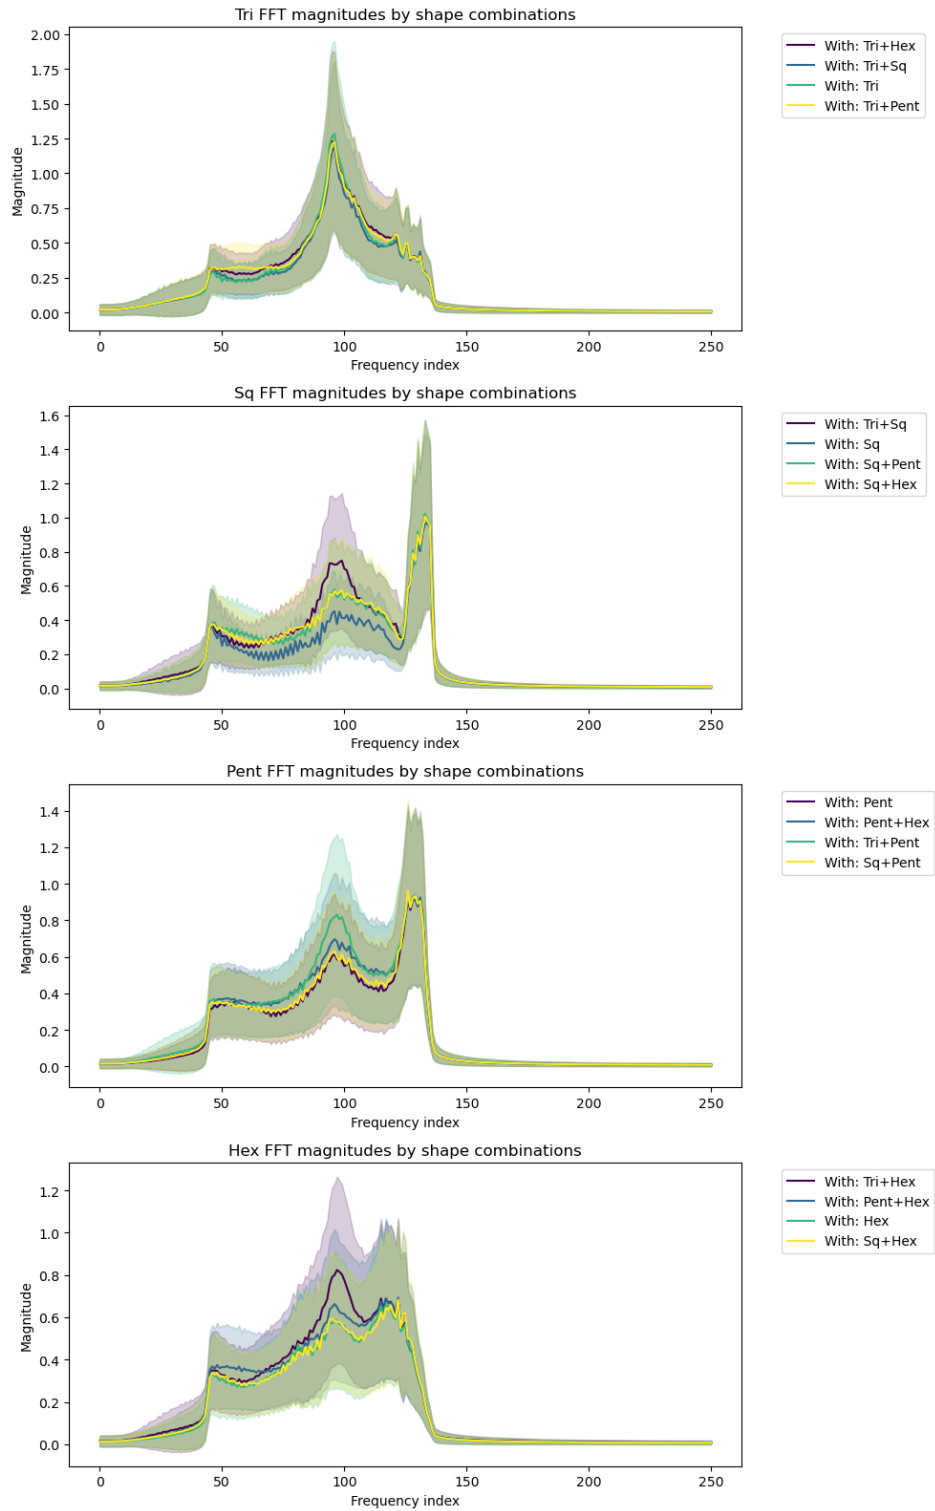 Tri FFT magnitudes by shape combinations
2.00
1.75
1.50
1.25
1.00
0.75
0.50
0.25
0.00
Magnitude
0 50 100 150 200 250
Frequency index
With: Tri+Hex
With: Tri+Sq
With: Tri
With: Tri+Pent
Sq FFT magnitudes by shape combinations
1.6
1.4
1.2
1.0
0.8
0.6
0.4
0.2
0.0
Magnitude
0 50 100 150 200 250
Frequency index
With: Tri+Sq
With: Sq
With: Sq+Pent
With: Sq+Hex
Pent FFT magnitudes by shape combinations
1.4
1.2
1.0
0.8
0.6
0.4
0.2
0.0
Magnitude
0 50 100 150 200 250
Frequency index
With: Pent
With: Pent+Hex
With: Tri+Pent
With: Sq+Pent
Hex FFT magnitudes by shape combinations
1.2
1.0
0.8
0.6
0.4
0.2
0.0
Magnitude
0 50 100 150 200 250
Frequency index
With: Tri+Hex
With: Pent+Hex
With: Hex
With: Sq+Hex